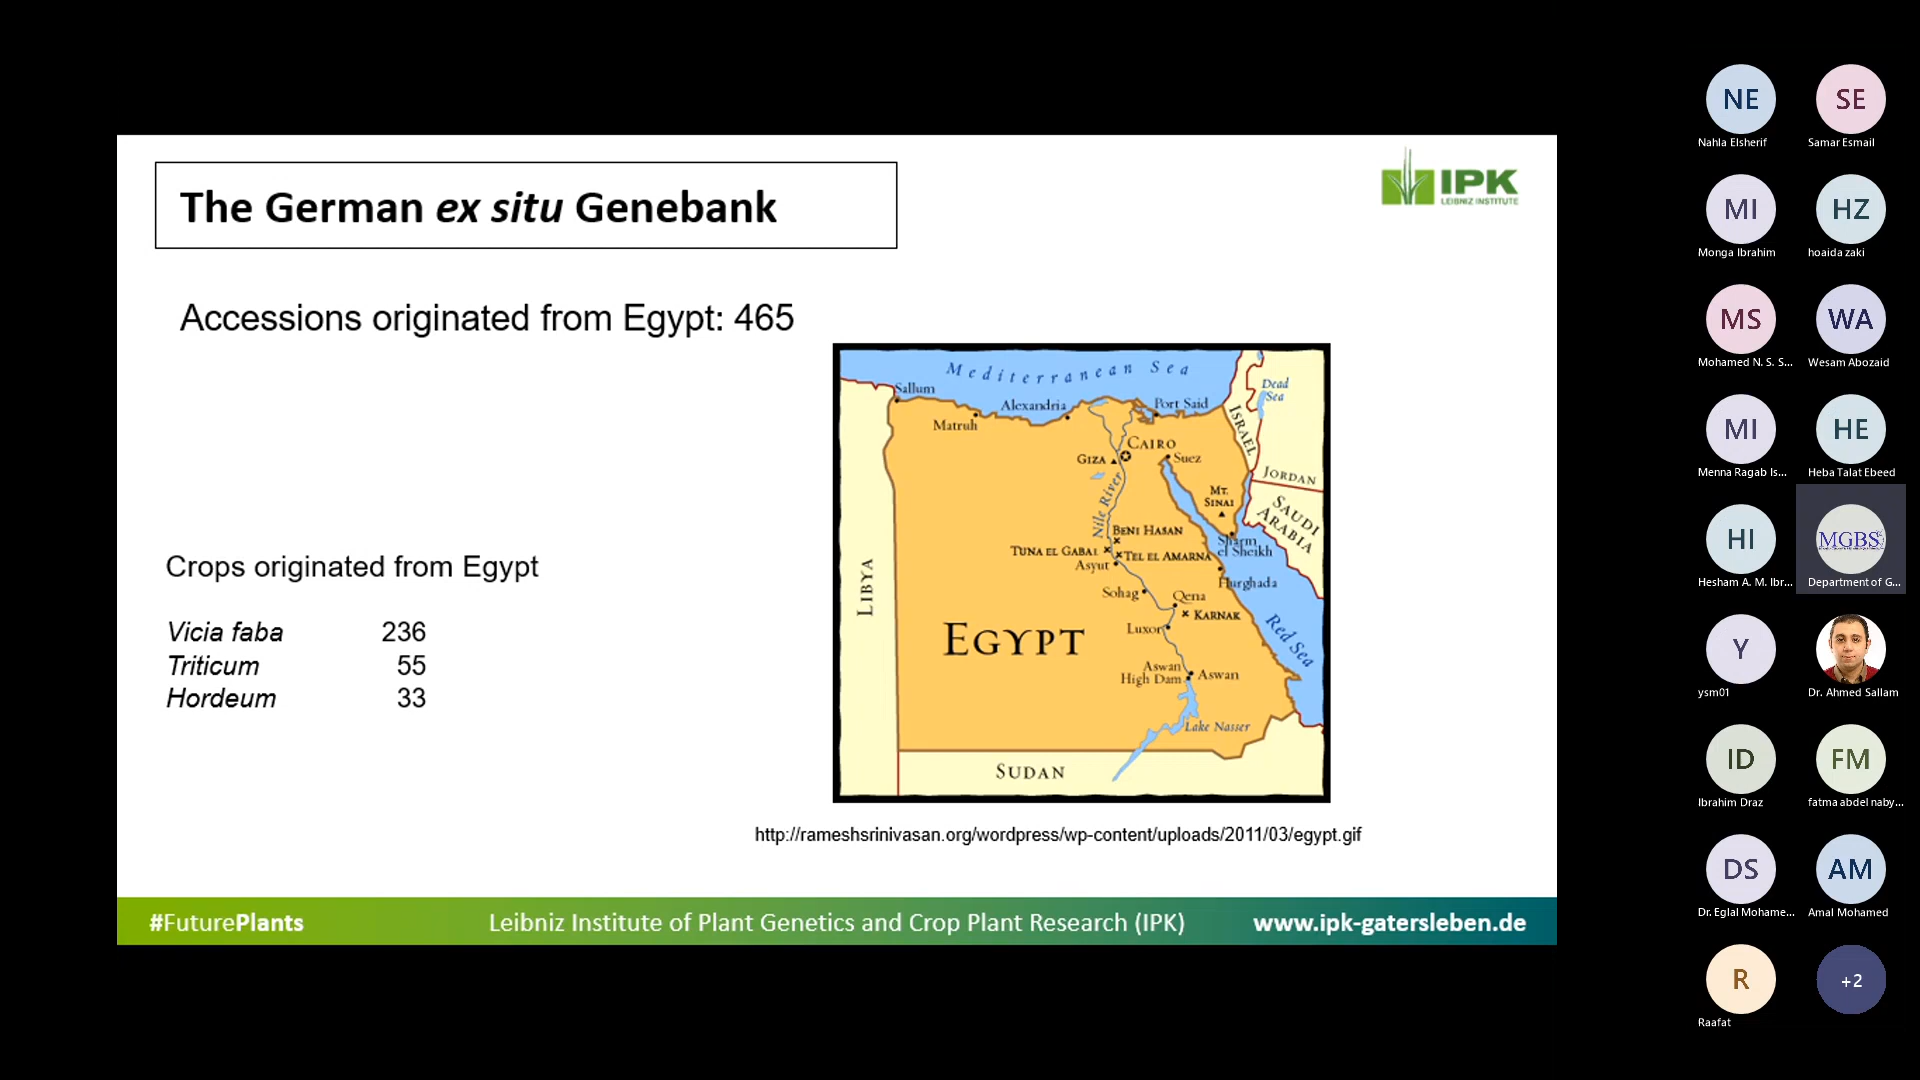 The German ex situ Genebank
IPK
LEIBNIZ INSTITUTE
Accessions originated from Egypt: 465
Crops originated from Egypt
Vicia faba 236
Triticum 55
Hordeum 33
Mediterranean Sea
Dead
Sea
Sallum
Alexandria
Port Said
Matruh
ISRAEL
CAIRO
GIZA
Suez
JORDAN
MT.
SINAI
SAUDI
ARABIA
Nile River
BENI HASAN
Sharm
el Sheikh
TUNA EL GABAL
TEL EL AMARNA
Asyut
Hurghada
LIBYA
Sohag
Qena
KARNAK
Luxor
EGYPT
Red Sea
Aswan
High Dam
Aswan
Lake Nasser
SUDAN
http://rameshsrinivasan.org/wordpress/wp-content/uploads/2011/03/egypt.gif
#FuturePlants
Leibniz Institute of Plant Genetics and Crop Plant Research (IPK)
www.ipk-gatersleben.de
NE
Nahla Elsherif
SE
Samar Esmail
MI
Monga Ibrahim
HZ
hoaida zaki
MS
Mohamed N. S. S...
WA
Wesam Abozaid
MI
Menna Ragab Is...
HE
Heba Talat Ebeed
HI
Hesham A. M. Ibr...
MGBS
Department of G...
Y
ysm01
Dr. Ahmed Sallam
ID
Ibrahim Draz
FM
fatma abdel naby...
DS
Dr. Eglal Mohame...
AM
Amal Mohamed
R
Raafat
+2